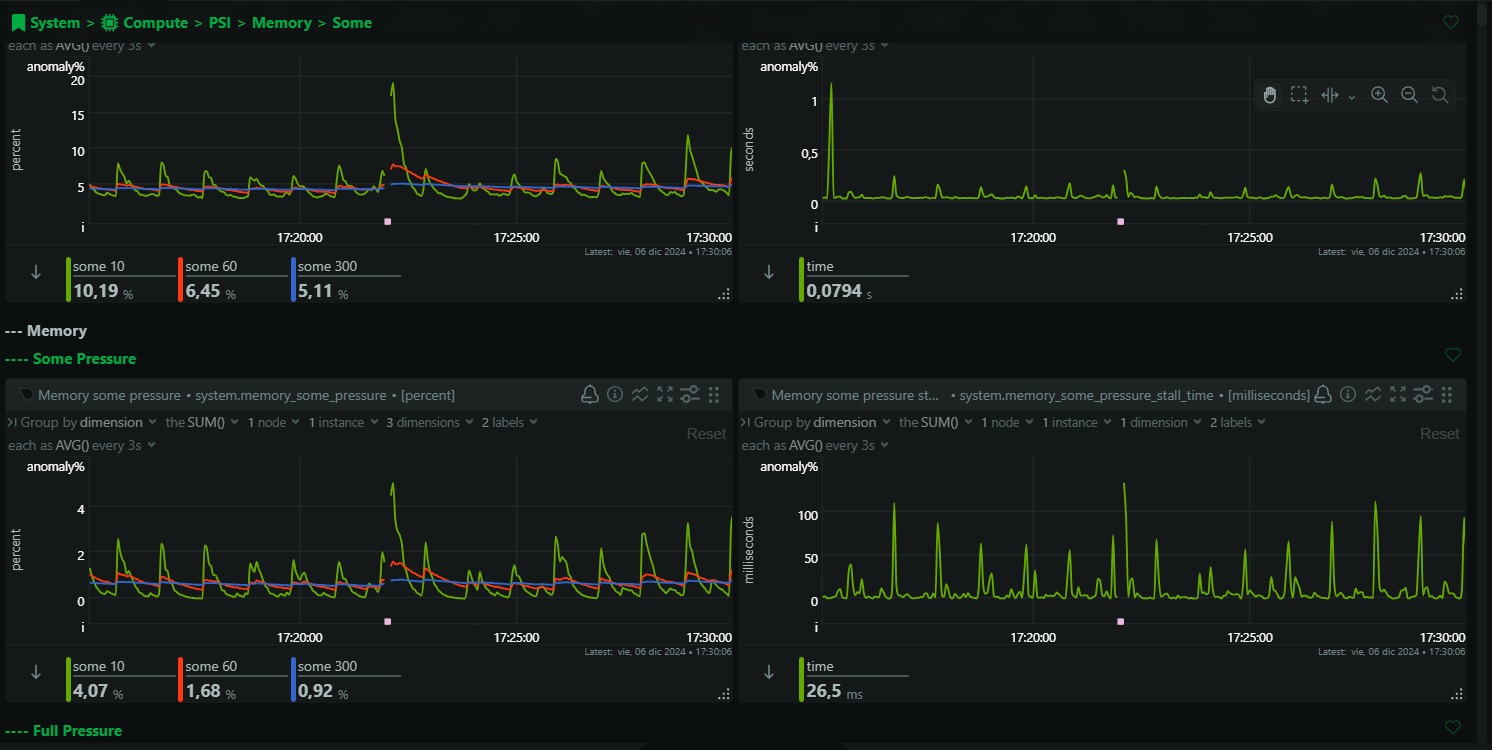 System > Compute > PSI > Memory > Some
each as AVG() every 3s
each as AVG() every 3s
anomaly%
20
15
10
5
percent
i
17:20:00 17:25:00 17:30:00
Latest: vie, 06 dic 2024 • 17:30:06
some 10 some 60 some 300
10,19 % 6,45 % 5,11 %
anomaly%
1
0,5
0
seconds
i
17:20:00 17:25:00 17:30:00
Latest: vie, 06 dic 2024 • 17:30:06
time
0,0794 s
--- Memory
---- Some Pressure
Memory some pressure • system.memory_some_pressure • [percent]
Group by dimension the SUM() 1 node 1 instance 3 dimensions 2 labels
Reset
each as AVG() every 3s
anomaly%
4
2
0
percent
i
17:20:00 17:25:00 17:30:00
Latest: vie, 06 dic 2024 • 17:30:06
some 10 some 60 some 300
4,07 % 1,68 % 0,92 %
Memory some pressure st... • system.memory_some_pressure_stall_time • [milliseconds]
Group by dimension the SUM() 1 node 1 instance 1 dimension 2 labels
Reset
each as AVG() every 3s
anomaly%
100
50
0
milliseconds
i
17:20:00 17:25:00 17:30:00
Latest: vie, 06 dic 2024 • 17:30:06
time
26,5 ms
---- Full Pressure